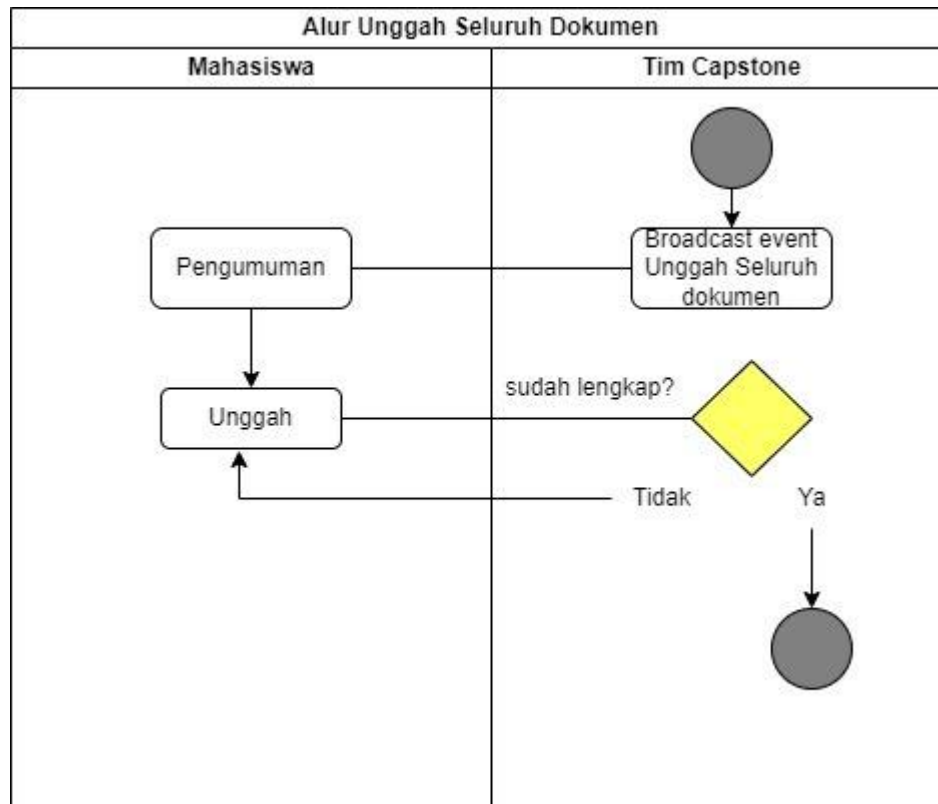 Alur Unggah Seluruh Dokumen
Mahasiswa
Tim Capstone
Pengumuman
Broadcast event
Unggah Seluruh
dokumen
Unggah
sudah lengkap?
Tidak
Ya